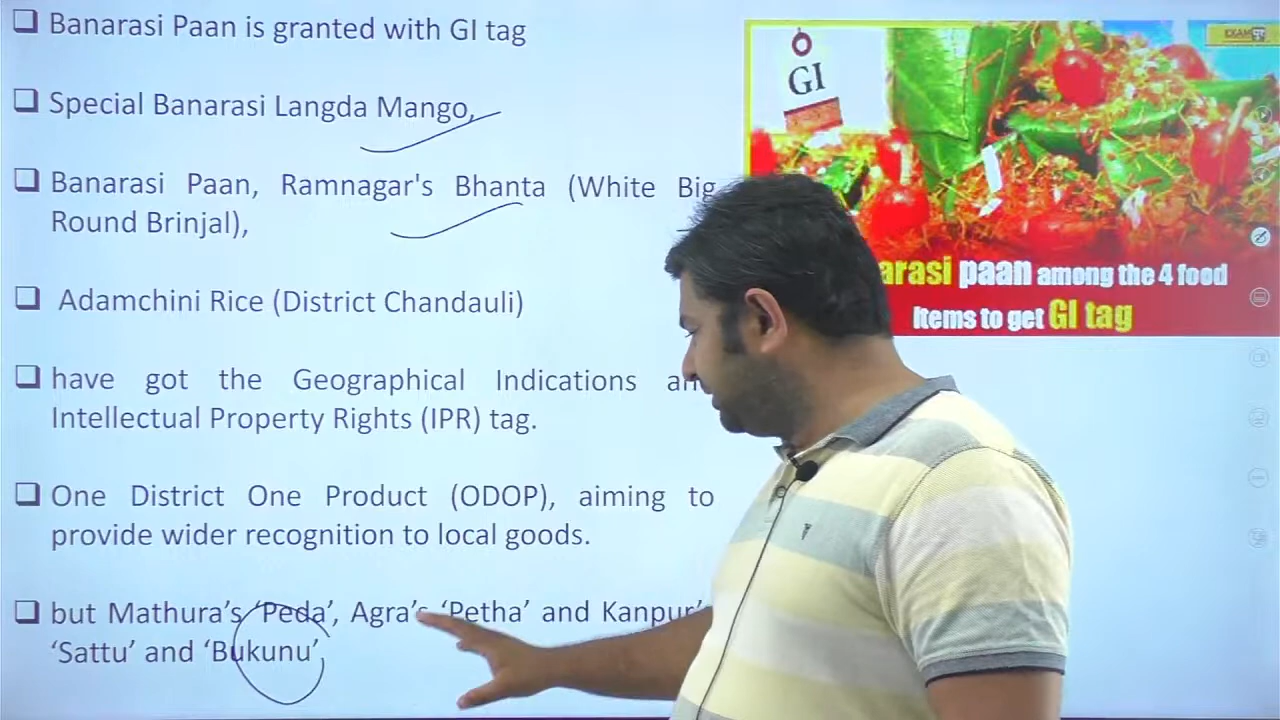 Banarasi Paan is granted with GI tag
Special Banarasi Langda Mango,
Banarasi Paan, Ramnagar's Bhanta (White Big
Round Brinjal),
Adamchini Rice (District Chandauli)
have got the Geographical Indications an
Intellectual Property Rights (IPR) tag.
One District One Product (ODOP), aiming to
provide wider recognition to local goods.
but Mathura's 'Peda', Agra's 'Petha' and Kanpur'
'Sattu' and 'Bukunu',
GI
EXAM
arasi paan among the 4 food
items to get GI tag